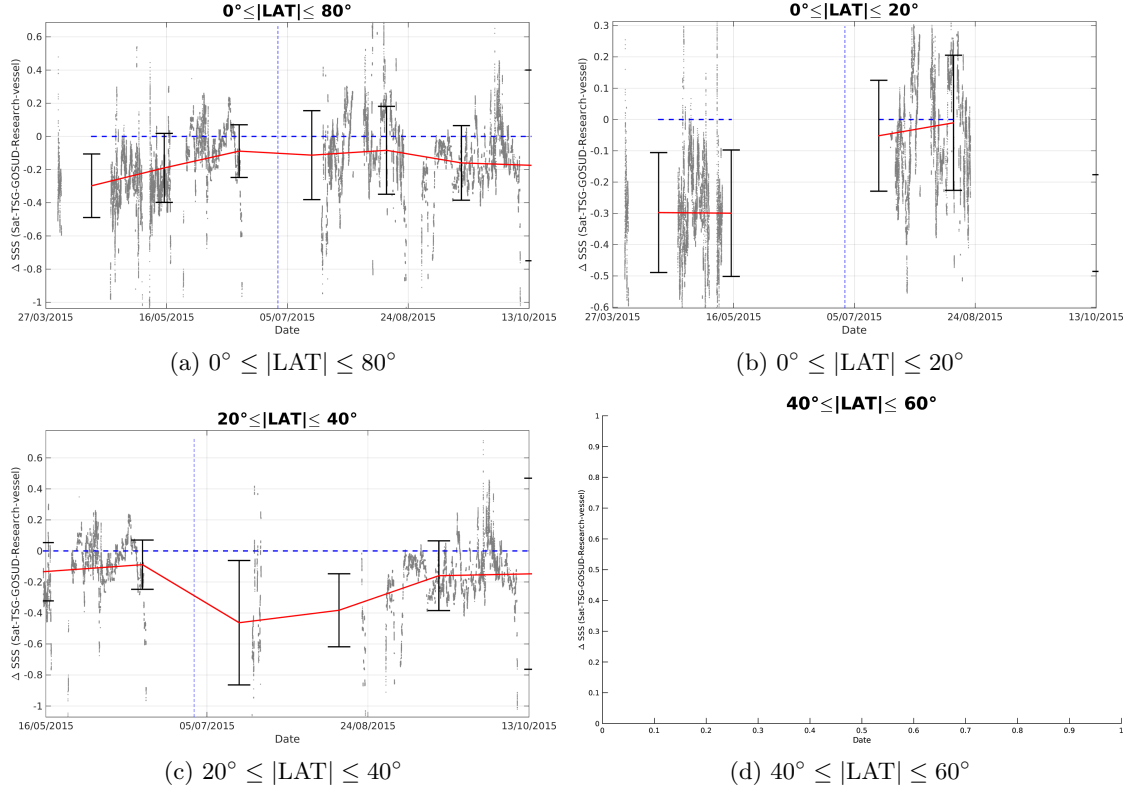 0°≤|LAT|≤ 80°
Δ SSS (Sat-TSG-GOSUD-Research-vessel)
0.6
0.4
0.2
0
-0.2
-0.4
-0.6
-0.8
-1
27/03/2015 16/05/2015 05/07/2015 24/08/2015 13/10/2015
Date
(a) 0° ≤ |LAT| ≤ 80°
0°≤|LAT|≤ 20°
Δ SSS (Sat-TSG-GOSUD-Research-vessel)
0.3
0.2
0.1
0
-0.1
-0.2
-0.3
-0.4
-0.5
-0.6
27/03/2015 16/05/2015 05/07/2015 24/08/2015 13/10/2015
Date
(b) 0° ≤ |LAT| ≤ 20°
20°≤|LAT|≤ 40°
Δ SSS (Sat-TSG-GOSUD-Research-vessel)
0.6
0.4
0.2
0
-0.2
-0.4
-0.6
-0.8
-1
16/05/2015 05/07/2015 24/08/2015 13/10/2015
Date
(c) 20° ≤ |LAT| ≤ 40°
40°≤|LAT|≤ 60°
Δ SSS (Sat-TSG-GOSUD-Research-vessel)
1
0.9
0.8
0.7
0.6
0.5
0.4
0.3
0.2
0.1
0
0 0.1 0.2 0.3 0.4 0.5 0.6 0.7 0.8 0.9 1
Date
(d) 40° ≤ |LAT| ≤ 60°